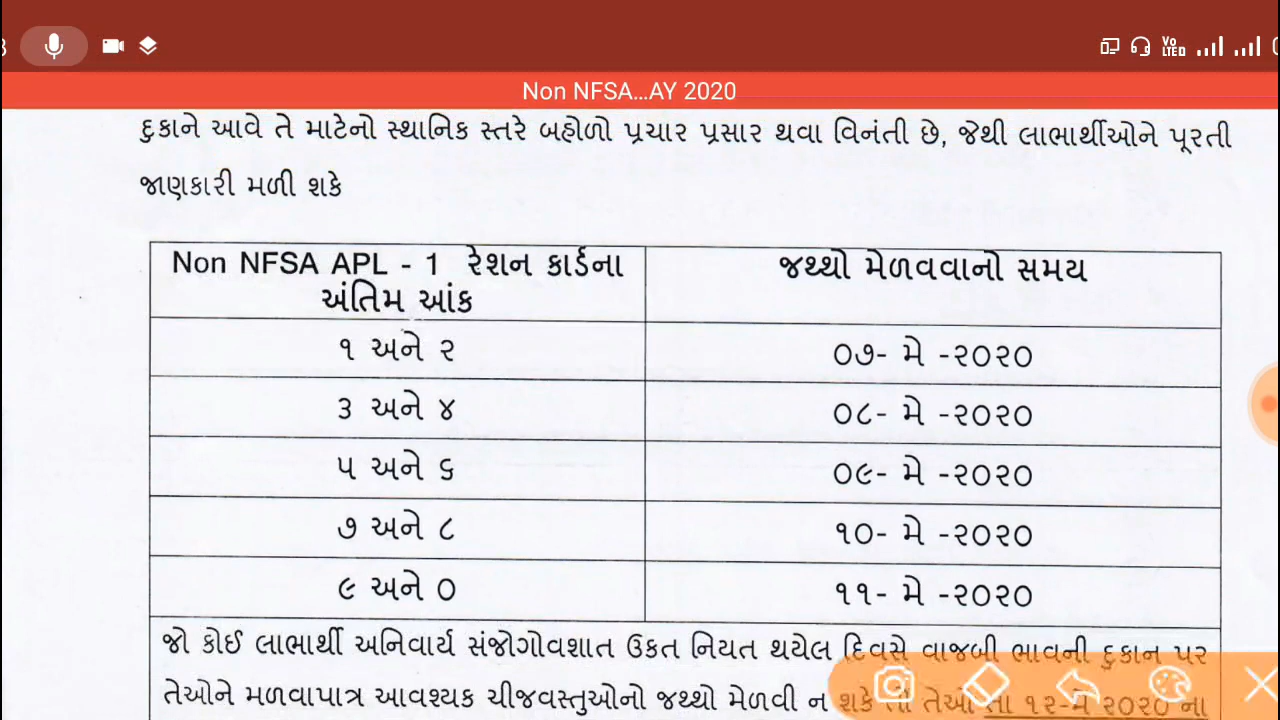 Non NFSA...AY 2020
દુકાને આવે તે માટેનો સ્થાનિક સ્તરે બહોળો પ્રચાર પ્રસાર થવા વિનંતી છે, જેથી લાભાર્થીઓને પૂરતી
જાણકારી મળી શકે
Non NFSA APL - 1 રેશન કાર્ડના
અંતિમ આંક
જથ્થો મેળવવાનો સમય
૧ અને ૨
૦૭- મે -૨૦૨૦
૩ અને ૪
૦૮- મે -૨૦૨૦
૫ અને ૬
૦૯- મે -૨૦૨૦
૭ અને ૮
૧૦- મે -૨૦૨૦
૯ અને ૦
૧૧- મે -૨૦૨૦
જો કોઈ લાભાર્થી અનિવાર્ય સંજોગોવશાત ઉકત નિયત થયેલ દિવસે વાજબી ભાવની દુકાન પર
તેઓને મળવાપાત્ર આવશ્યક ચીજવસ્તુઓનો જથ્થો મેળવી ન શકે તો તેઓ તા ૧૨-મે ૨૦૨૦ ના